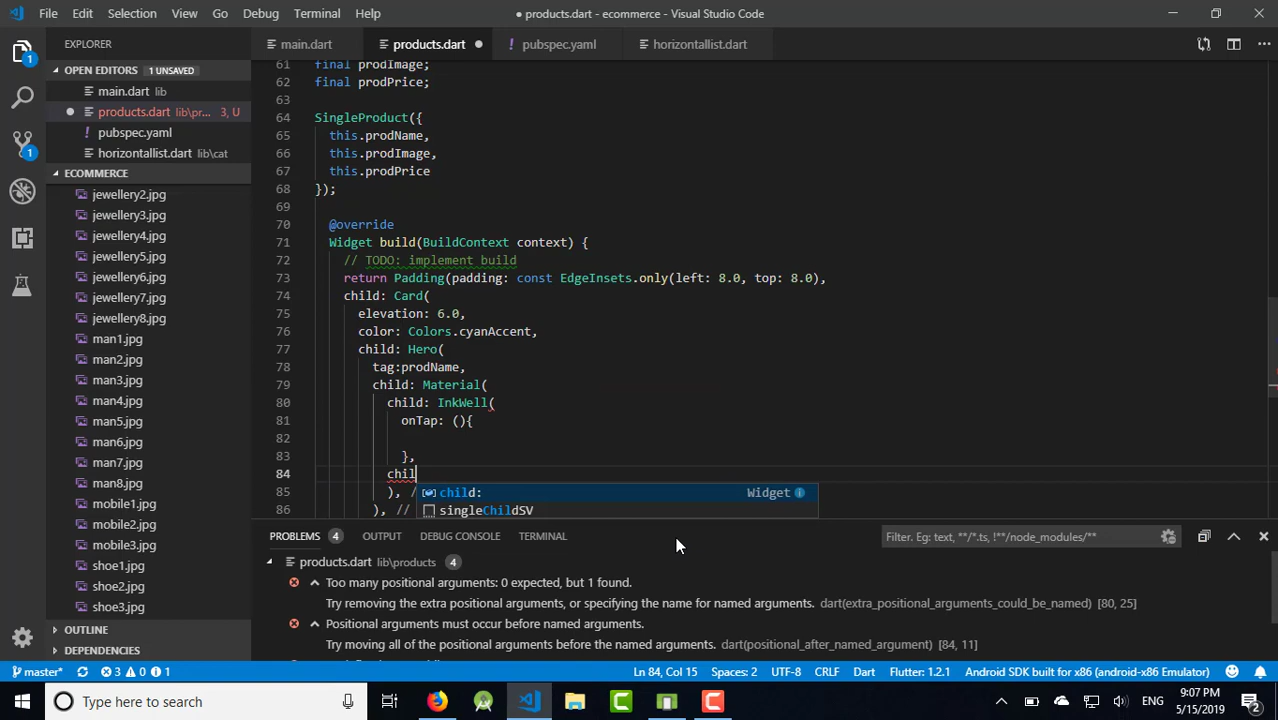 File Edit Selection View Go Debug Terminal Help
● products.dart - ecommerce - Visual Studio Code
EXPLORER
main.dart products.dart pubspec.yaml horizontallist.dart
OPEN EDITORS 1 UNSAVED
main.dart lib
products.dart lib\pr... 3, U
pubspec.yaml
horizontallist.dart lib\cat
ECOMMERCE
jewellery2.jpg
jewellery3.jpg
jewellery4.jpg
jewellery5.jpg
jewellery6.jpg
jewellery7.jpg
jewellery8.jpg
man1.jpg
man2.jpg
man3.jpg
man4.jpg
man5.jpg
man6.jpg
man7.jpg
man8.jpg
mobile1.jpg
mobile2.jpg
mobile3.jpg
shoe1.jpg
shoe2.jpg
shoe3.jpg
OUTLINE
DEPENDENCIES
61 final prodImage;
62 final prodPrice;
63
64 SingleProduct({
65 this.prodName,
66 this.prodImage,
67 this.prodPrice
68 });
69
70 @override
71 Widget build(BuildContext context) {
72 // TODO: implement build
73 return Padding(padding: const EdgeInsets.only(left: 8.0, top: 8.0),
74 child: Card(
75 elevation: 6.0,
76 color: Colors.cyanAccent,
77 child: Hero(
78 tag:prodName,
79 child: Material(
80 child: InkWell(
81 onTap: (){
82
83 },
84 chil
85 ), /
86 ), //
child: Widget
singleChildSV
PROBLEMS 4 OUTPUT DEBUG CONSOLE TERMINAL
Filter. Eg: text, **/*.ts, !**/node_modules/**
products.dart lib\products 4
Too many positional arguments: 0 expected, but 1 found.
Try removing the extra positional arguments, or specifying the name for named arguments. dart(extra_positional_arguments_could_be_named) [80, 25]
Positional arguments must occur before named arguments.
Try moving all of the positional arguments before the named arguments. dart(positional_after_named_argument) [84, 11]
master* 3 0 1 Ln 84, Col 15 Spaces: 2 UTF-8 CRLF Dart Flutter: 1.2.1 Android SDK built for x86 (android-x86 Emulator)
Type here to search
ENG
9:07 PM
5/15/2019
2